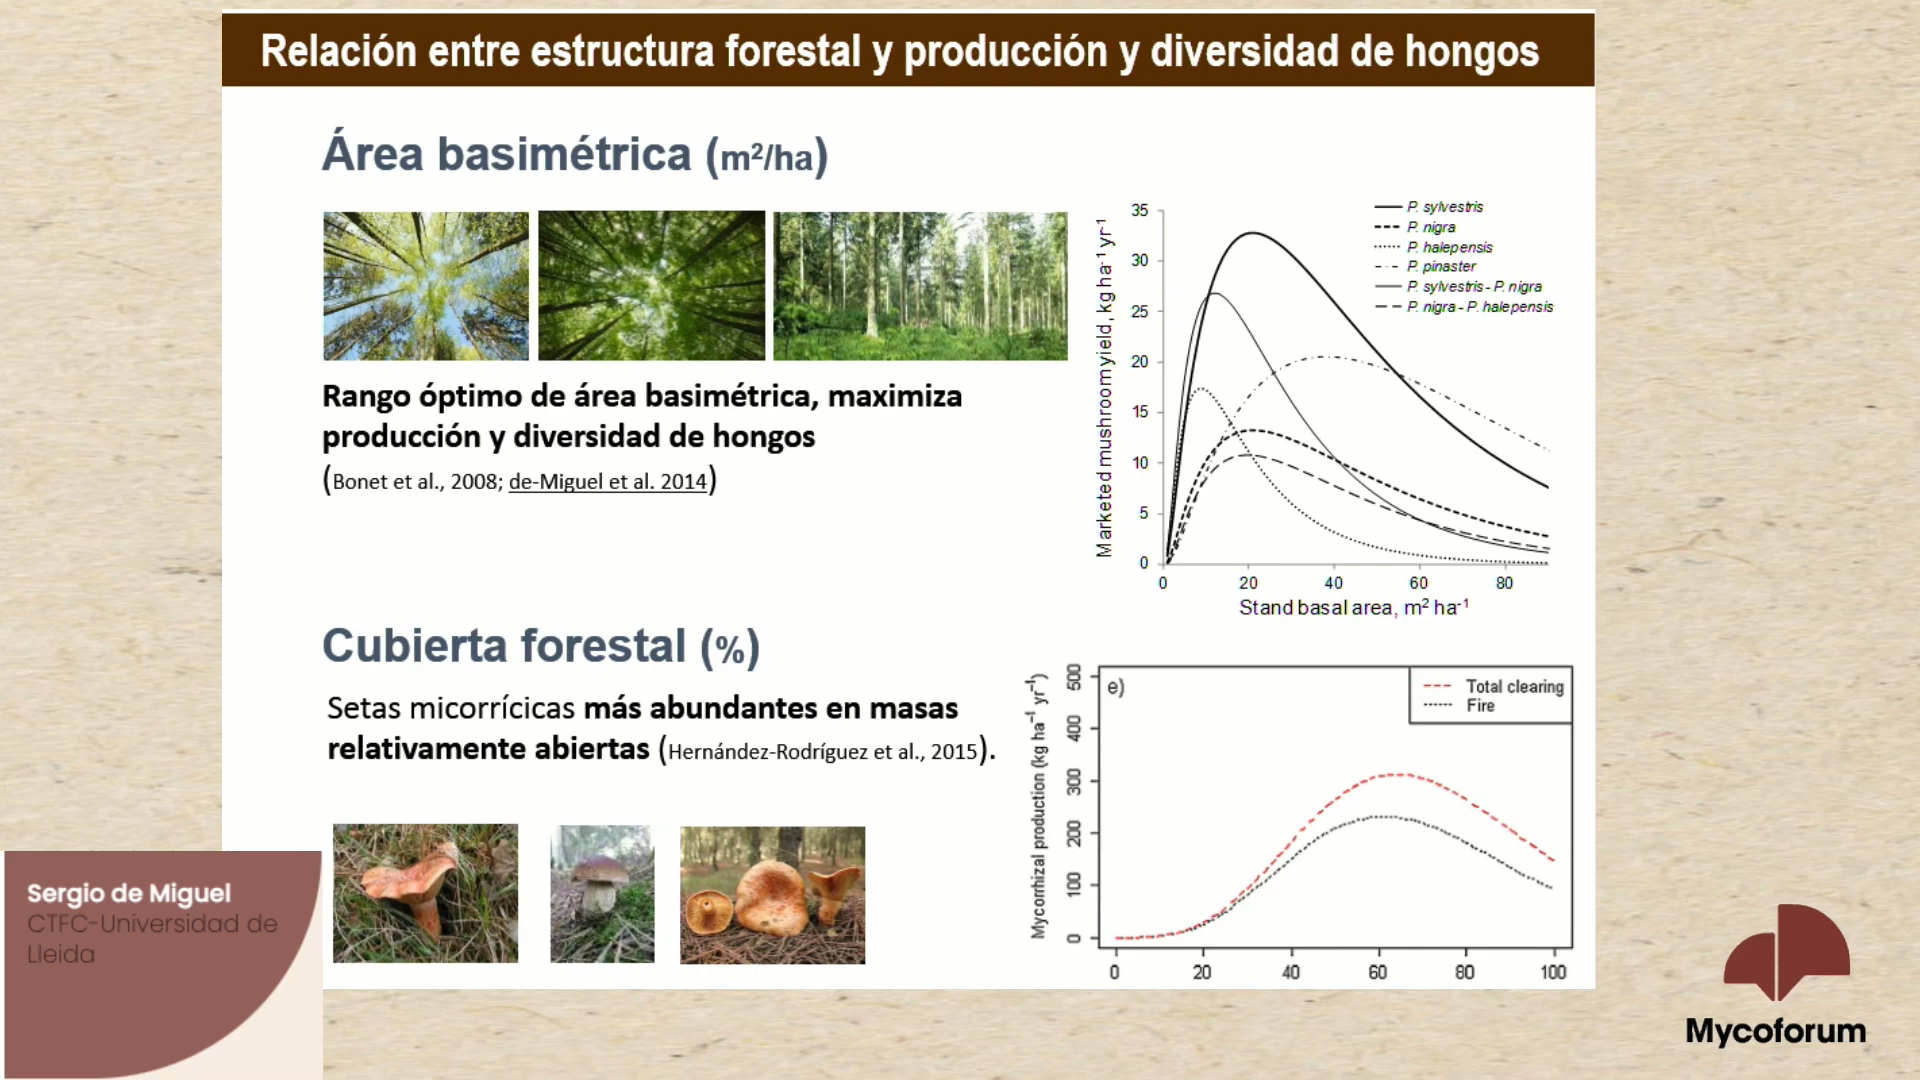 Relación entre estructura forestal y producción y diversidad de hongos
Área basimétrica (m²/ha)
Rango óptimo de área basimétrica, maximiza
producción y diversidad de hongos
(Bonet et al., 2008; de-Miguel et al. 2014)
Marketed mushroom yield, kg ha⁻¹ yr⁻¹
35
30
25
20
15
10
5
0
0 20 40 60 80
Stand basal area, m² ha⁻¹
P. sylvestris
P. nigra
P. halepensis
P. pinaster
P. sylvestris - P. nigra
P. nigra - P. halepensis
Cubierta forestal (%)
Setas micorrícicas más abundantes en masas
relativamente abiertas (Hernández-Rodríguez et al., 2015).
Mycorrhizal production (kg ha⁻¹ yr⁻¹)
500
400
300
200
100
0
e)
Total clearing
Fire
0 20 40 60 80 100
Sergio de Miguel
CTFC-Universidad de
Lleida
Mycoforum